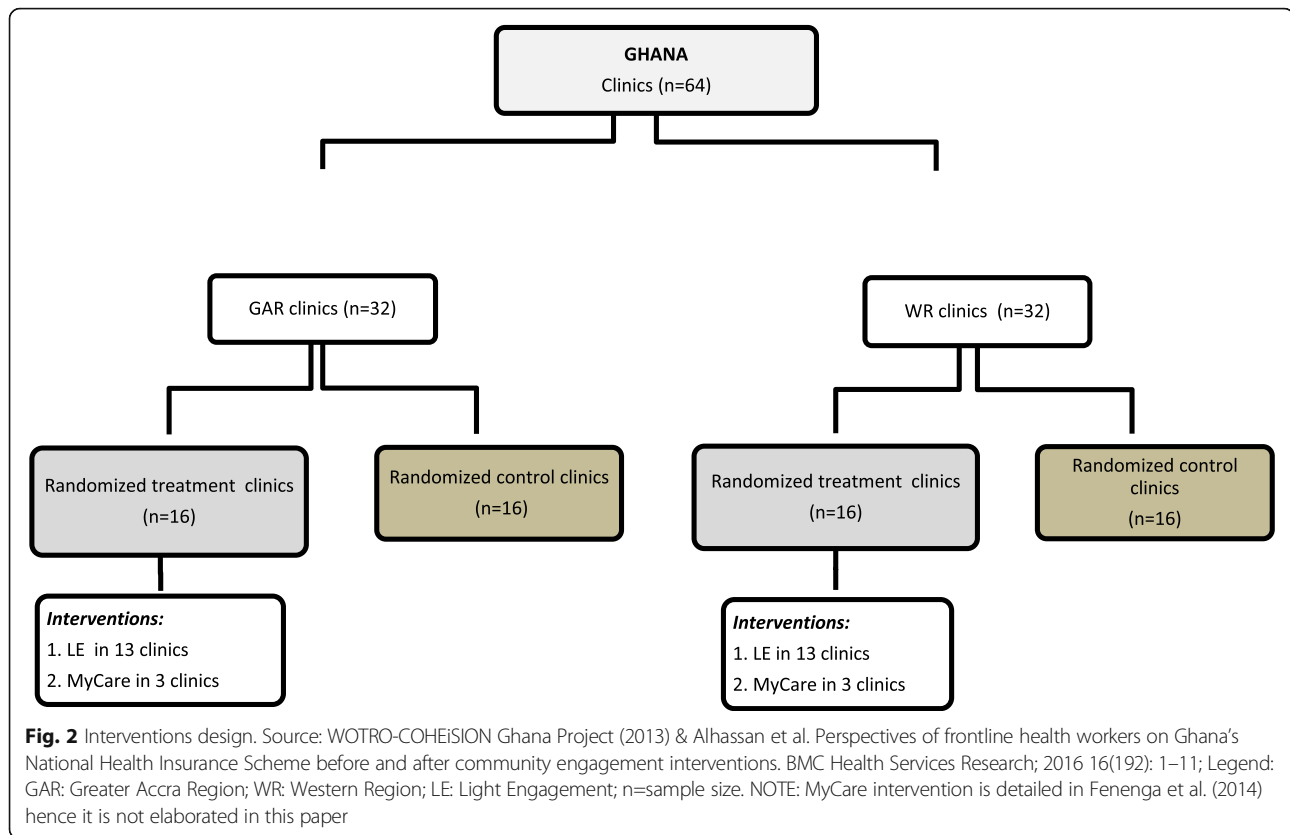 GHANA
Clinics (n=64)
GAR clinics (n=32)
WR clinics (n=32)
Randomized treatment clinics
(n=16)
Randomized control clinics
(n=16)
Randomized treatment clinics
(n=16)
Randomized control
clinics
(n=16)
Interventions:
1. LE in 13 clinics
2. MyCare in 3 clinics
Interventions:
1. LE in 13 clinics
2. MyCare in 3 clinics
Fig. 2 Interventions design. Source: WOTRO-COHEiSION Ghana Project (2013) & Alhassan et al. Perspectives of frontline health workers on Ghana's
National Health Insurance Scheme before and after community engagement interventions. BMC Health Services Research; 2016 16(192): 1–11; Legend:
GAR: Greater Accra Region; WR: Western Region; LE: Light Engagement; n=sample size. NOTE: MyCare intervention is detailed in Fenenga et al. (2014)
hence it is not elaborated in this paper